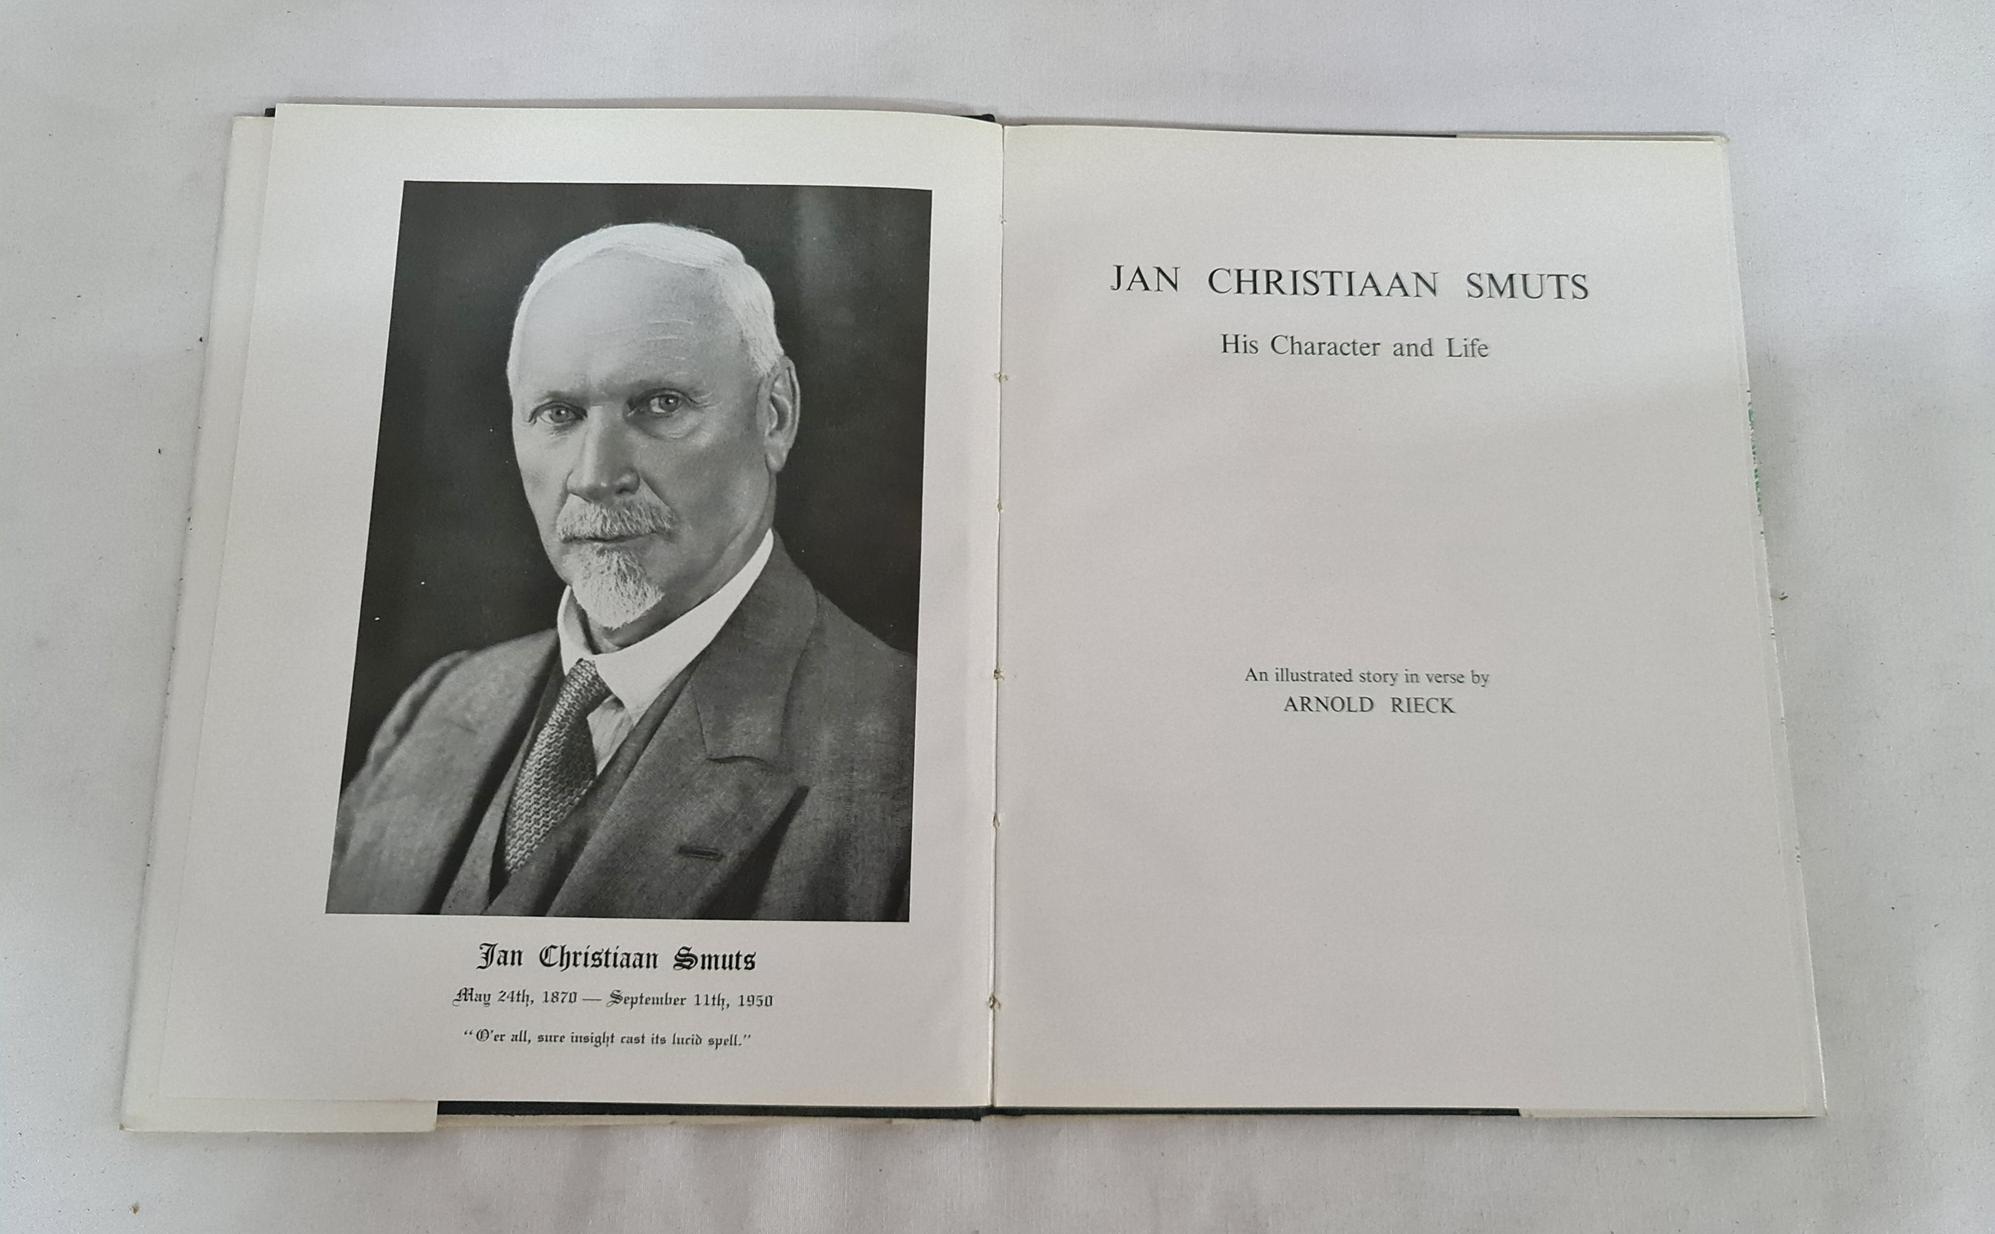 Jan Christiaan Smuts
May 24th, 1870 — September 11th, 1950
“O'er all, sure insight cast its lucid spell.”
JAN CHRISTIAAN SMUTS
His Character and Life
An illustrated story in verse by
ARNOLD RIECK